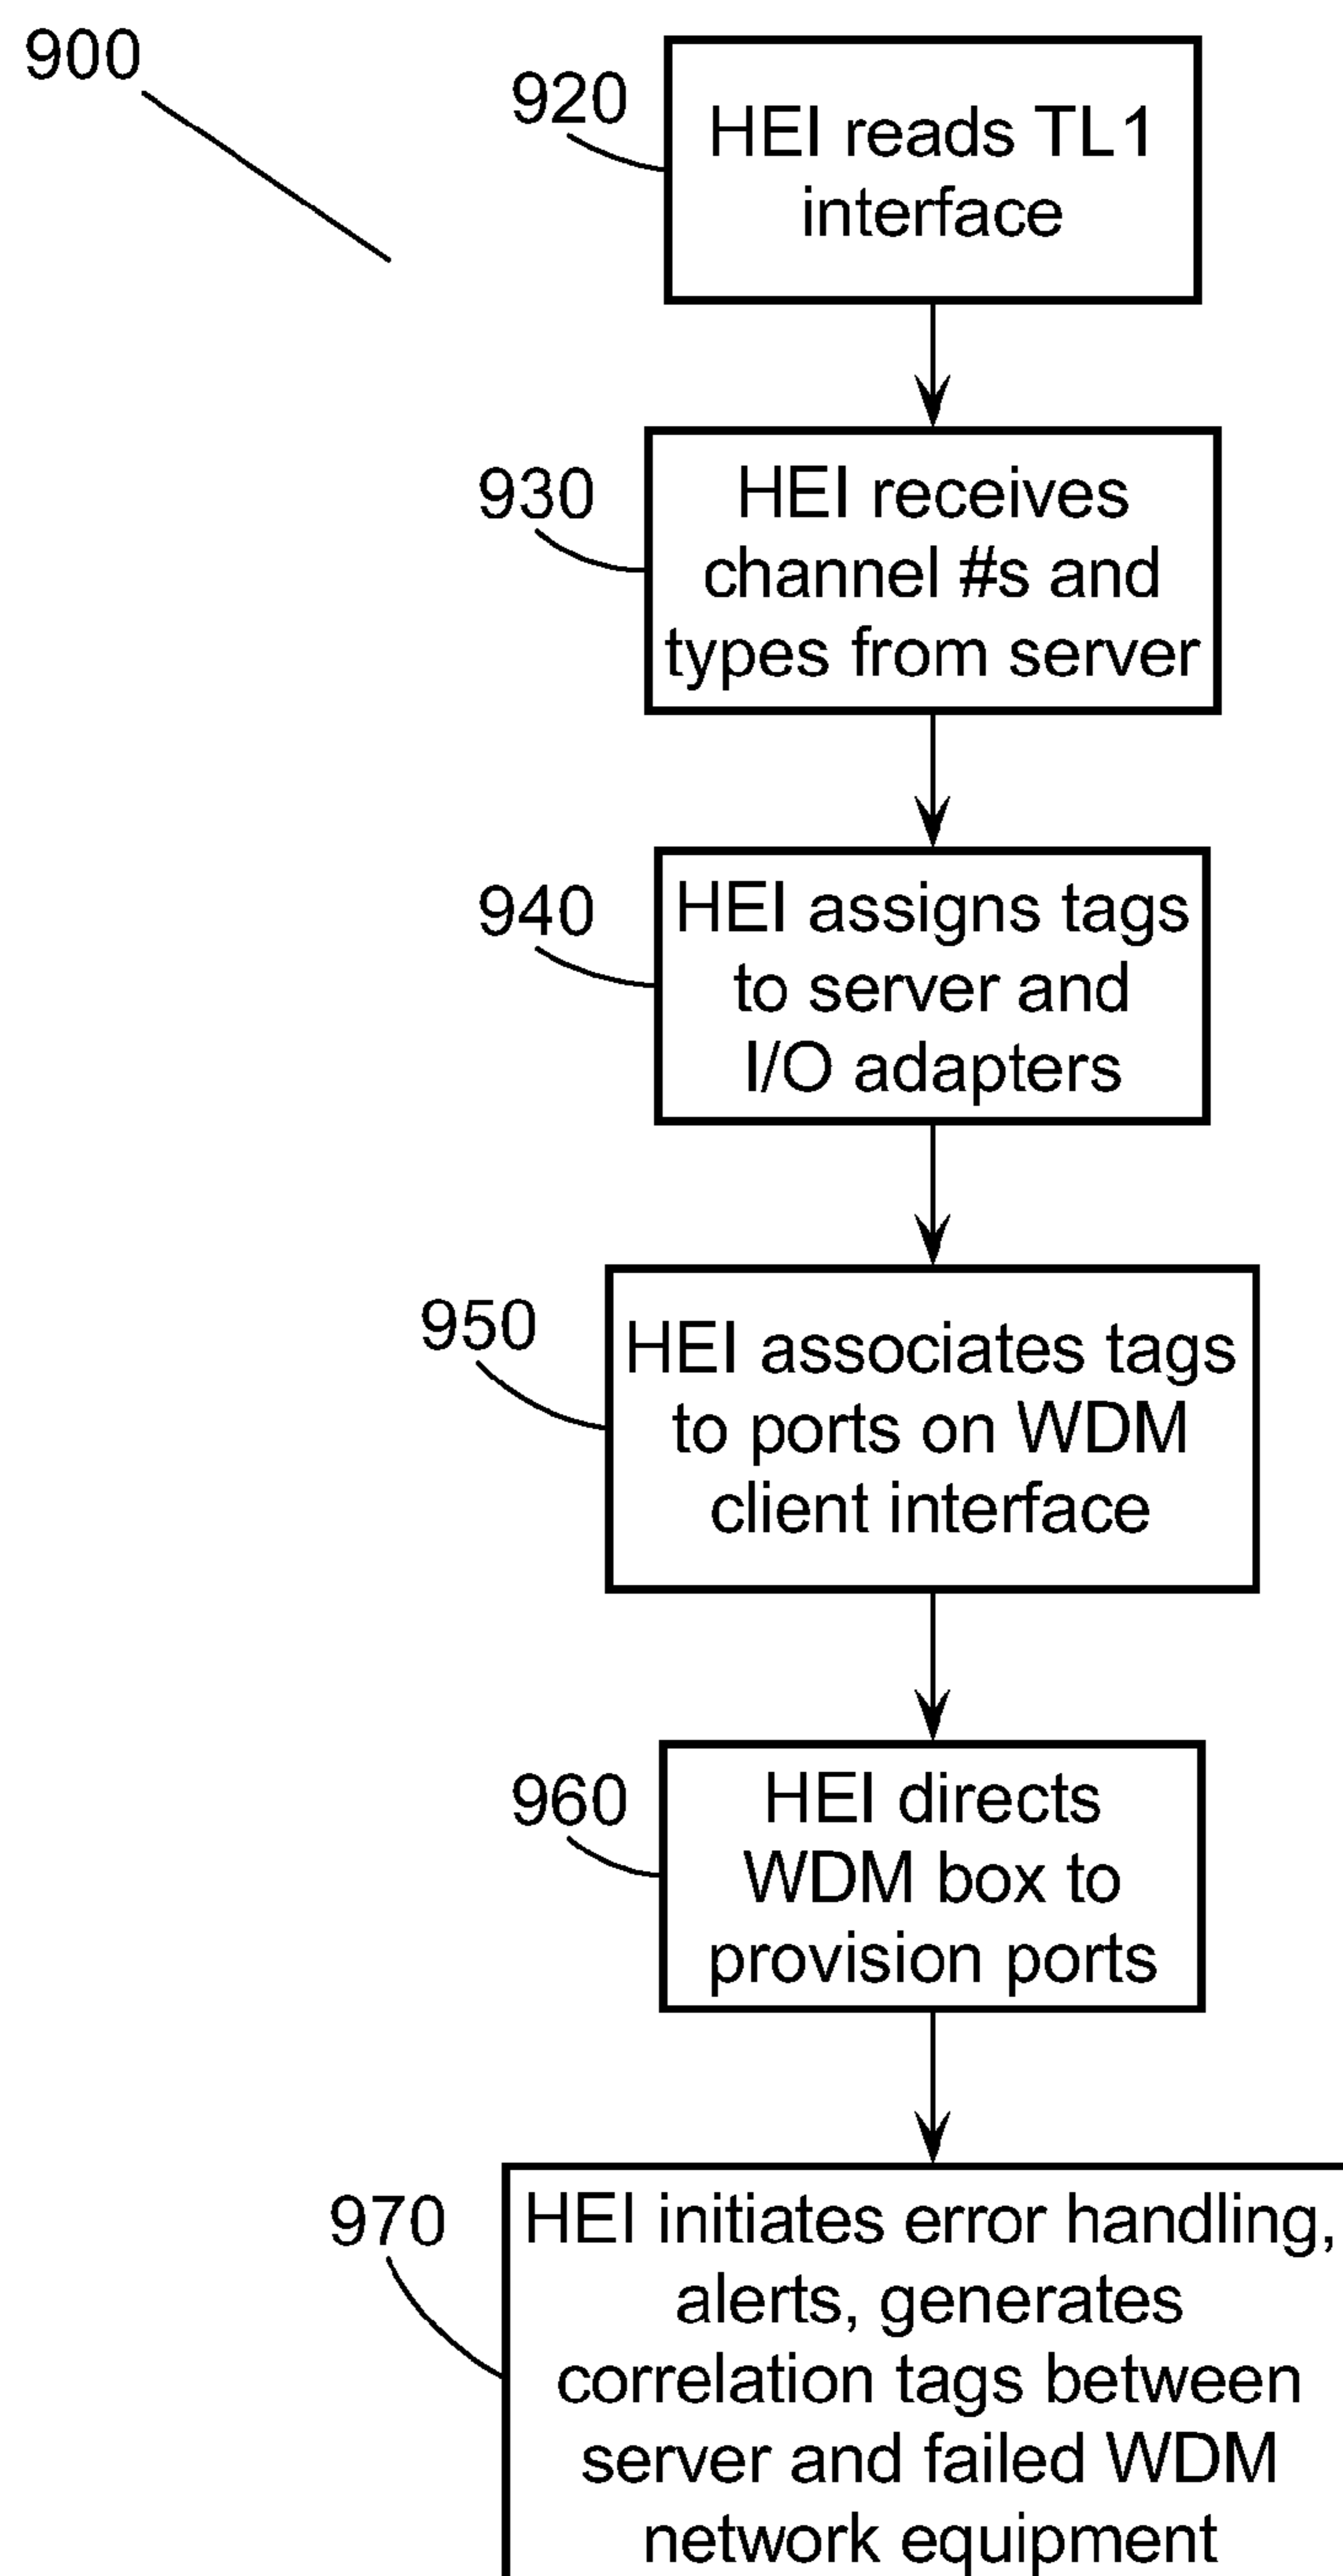 900
920
HEI reads TL1
interface
930
HEI receives
channel #s and
types from server
940
HEI assigns tags
to server and
I/O adapters
950
HEI associates tags
to ports on WDM
client interface
960
HEI directs
WDM box to
provision ports
970
HEI initiates error handling,
alerts, generates
correlation tags between
server and failed WDM
network equipment